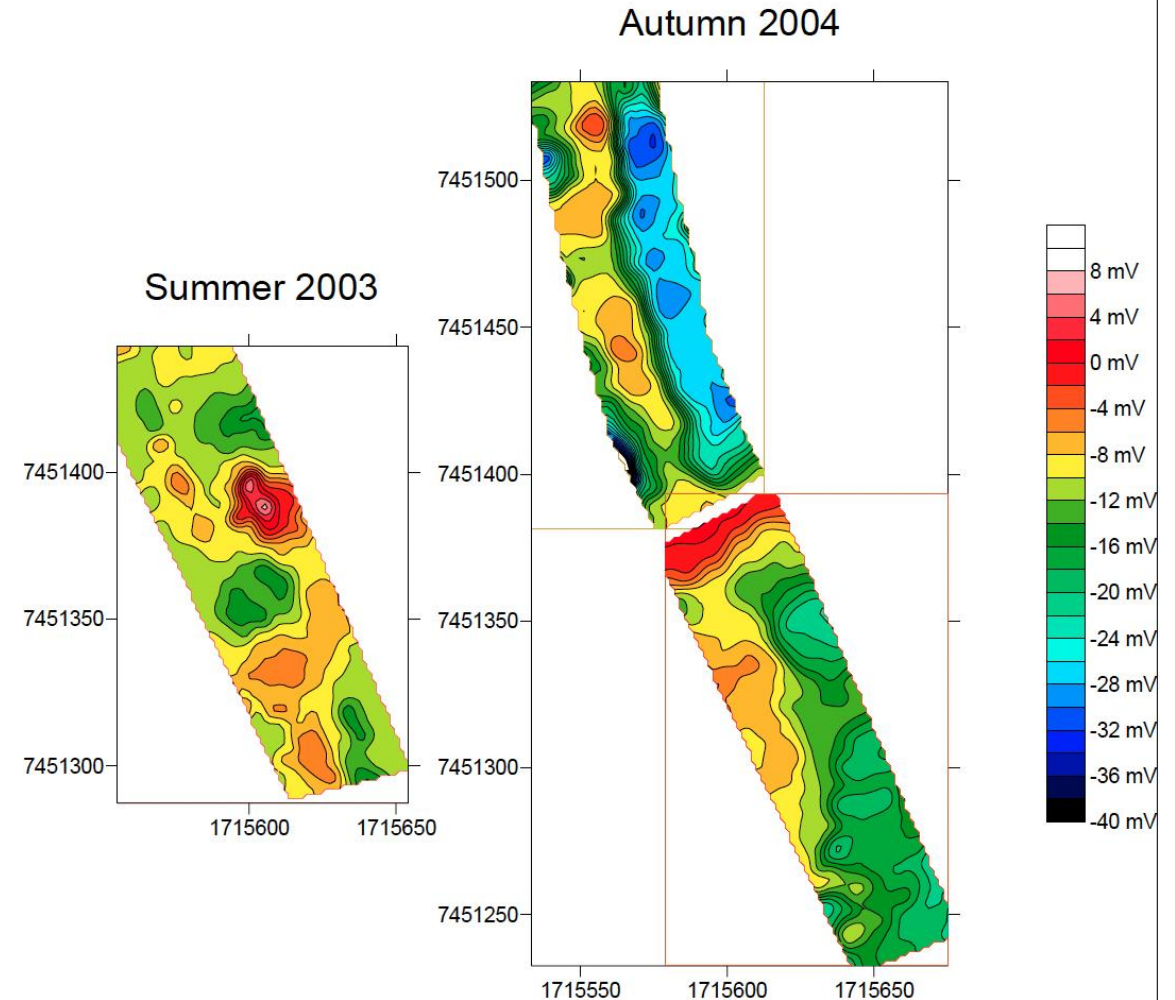 Autumn 2004
Summer 2003
7451400
7451350
7451300
1715600
1715650
7451500
7451450
7451400
7451350
7451300
7451250
1715550
1715600
1715650
8 mV
4 mV
0 mV
-4 mV
-8 mV
-12 mV
-16 mV
-20 mV
-24 mV
-28 mV
-32 mV
-36 mV
-40 mV